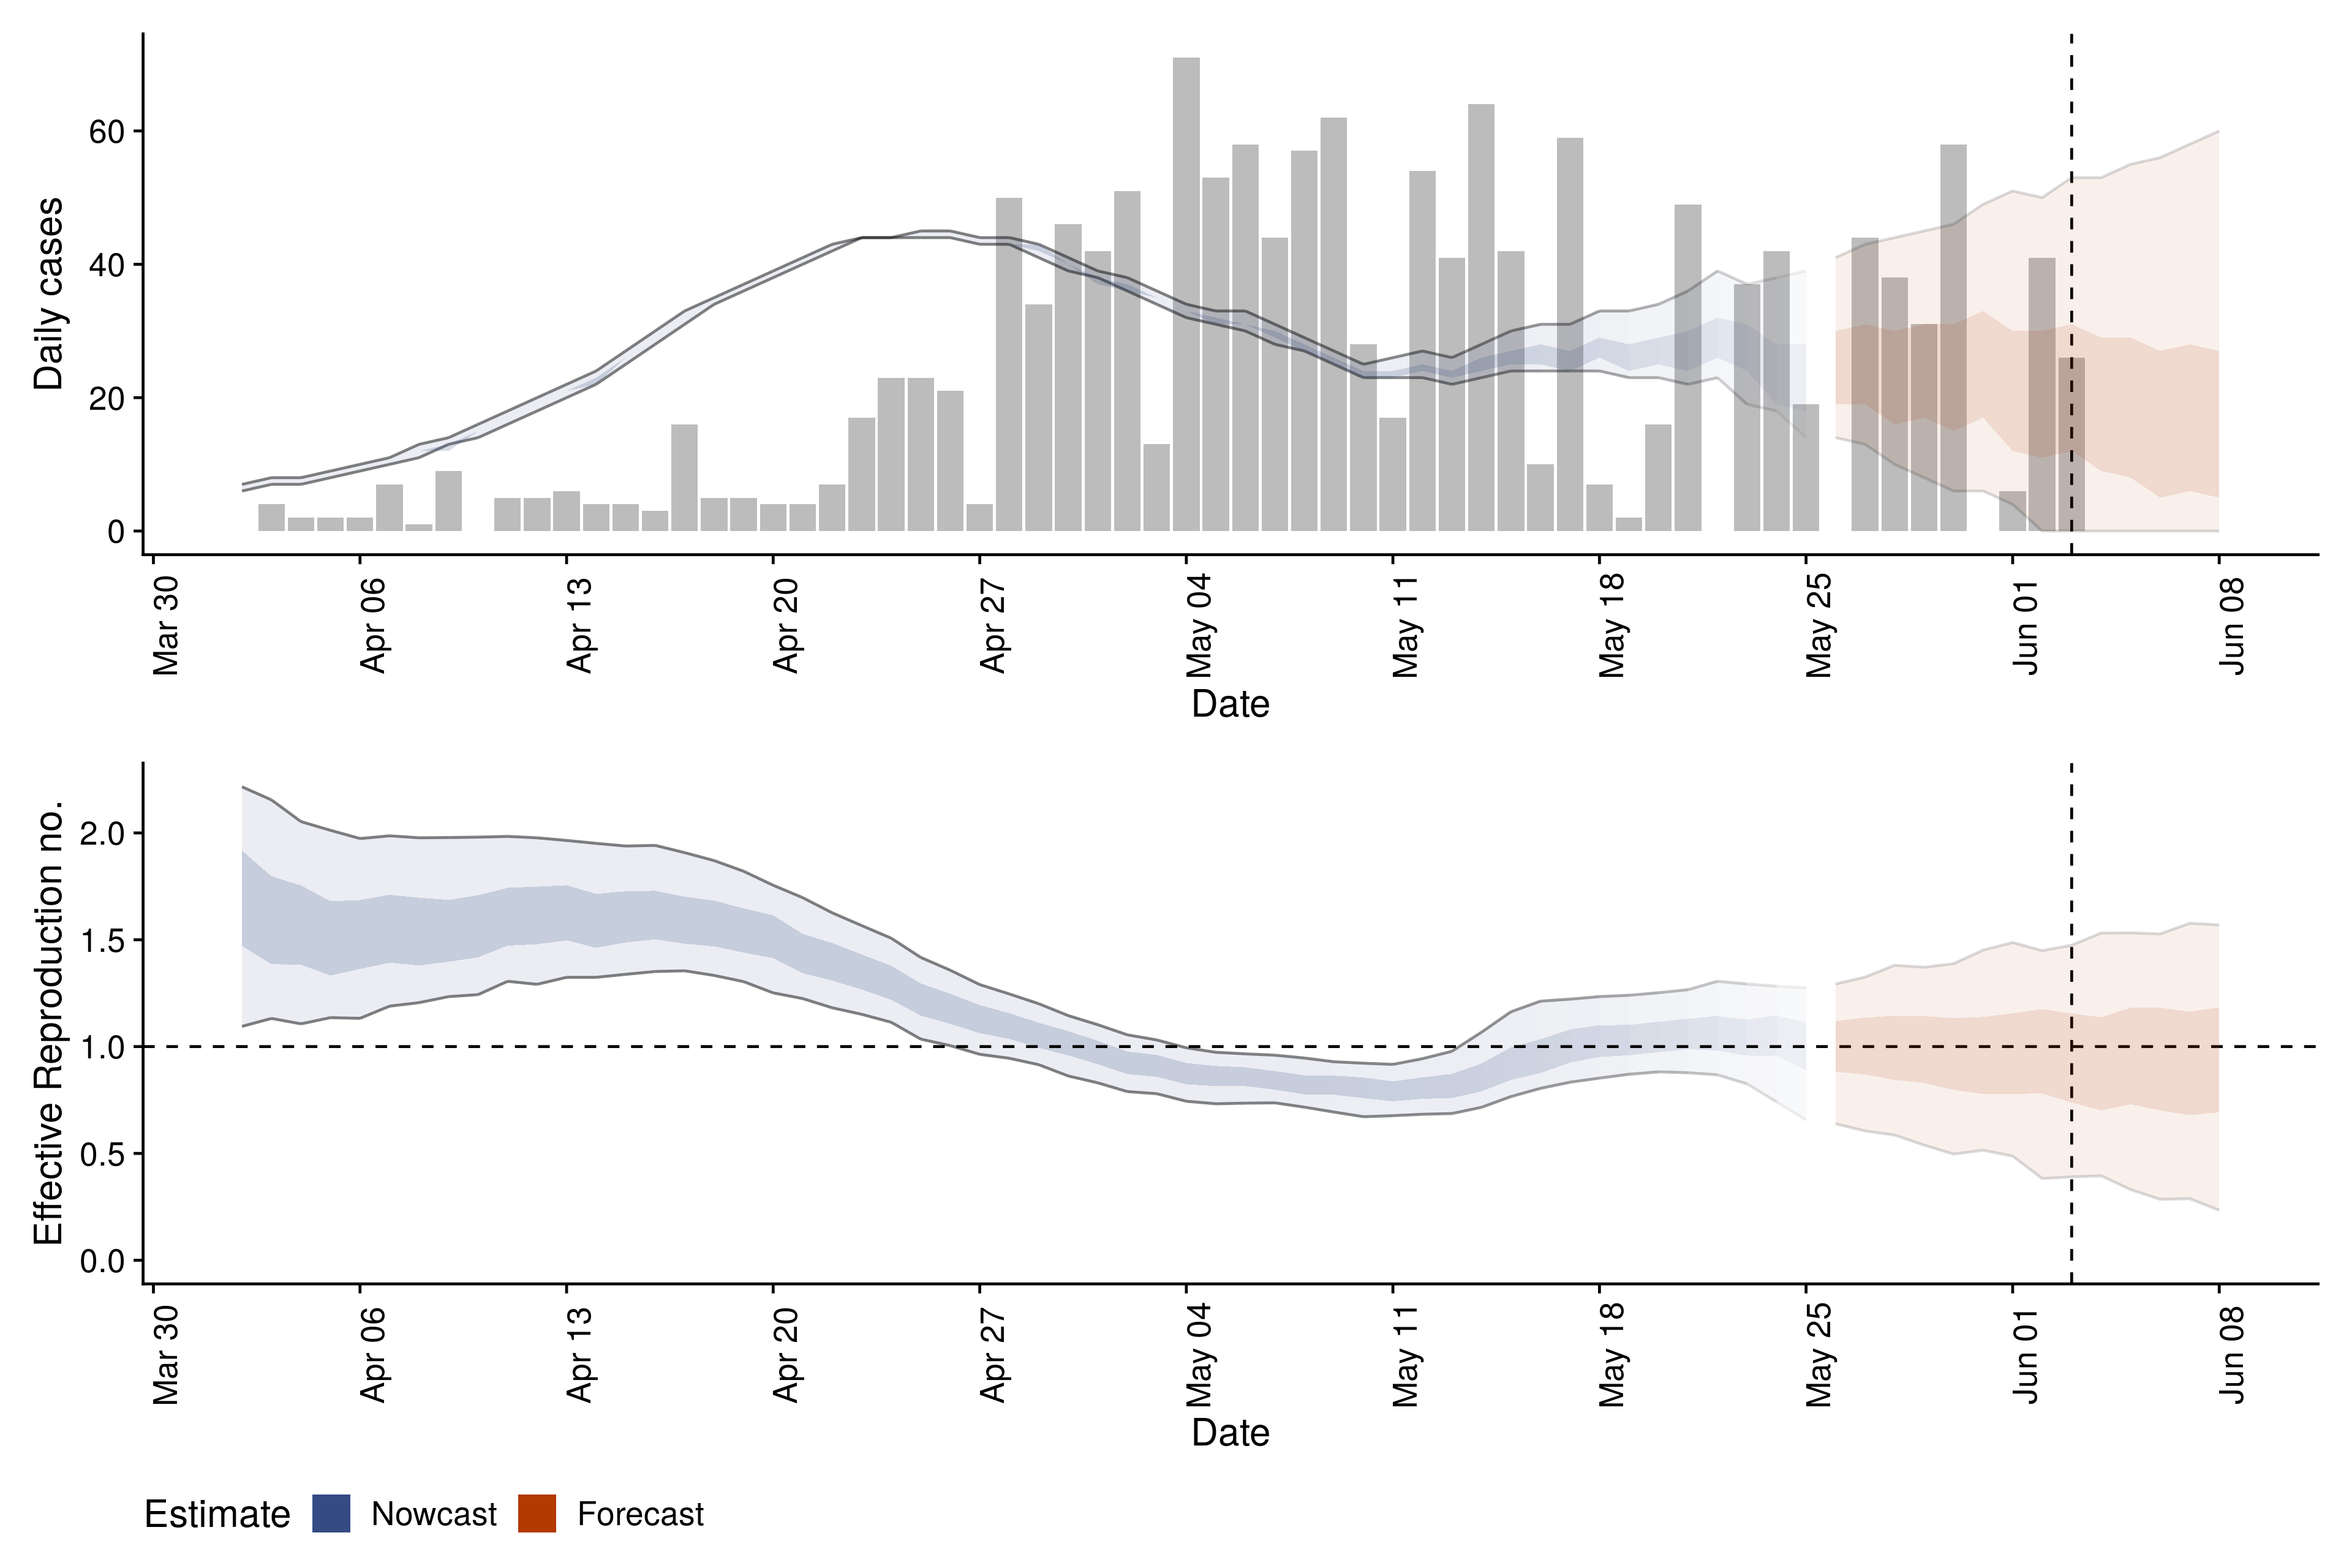 Daily cases
60
40
20
0
Mar 30
Apr 06
Apr 13
Apr 20
Apr 27
May 04
May 11
May 18
May 25
Jun 01
Jun 08
Date
Effective Reproduction no.
2.0
1.5
1.0
0.5
0.0
Mar 30
Apr 06
Apr 13
Apr 20
Apr 27
May 04
May 11
May 18
May 25
Jun 01
Jun 08
Date
Estimate Nowcast Forecast